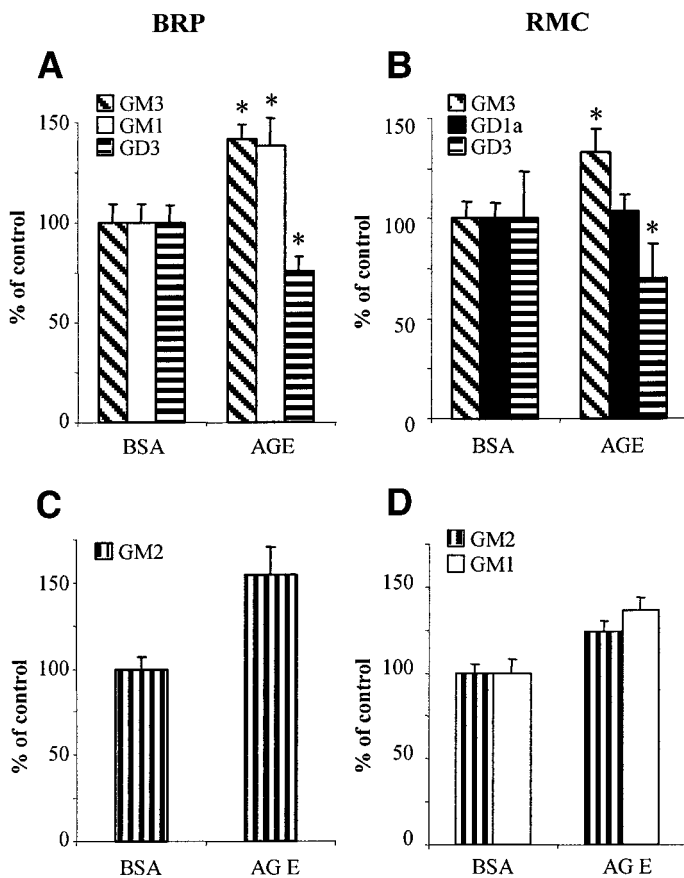 BRP
RMC
A
GM3
GM1
GD3
% of control
150
100
50
0
* * *
BSA AGE
B
GM3
GD1a
GD3
% of control
150
100
50
0
* *
BSA AGE
C
GM2
% of control
150
100
50
0
BSA AG E
D
GM2
GM1
% of control
150
100
50
0
BSA AG E